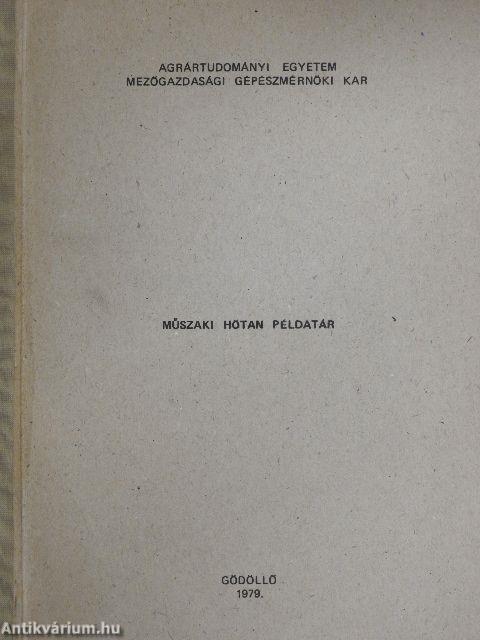 AGRÁRTUDOMÁNYI EGYETEM
MEZŐGAZDASÁGI GÉPÉSZMÉRNÖKI KAR
MŰSZAKI HŐTAN PÉLDATÁR
GÖDÖLLŐ
1979.
Antikvárium.hu